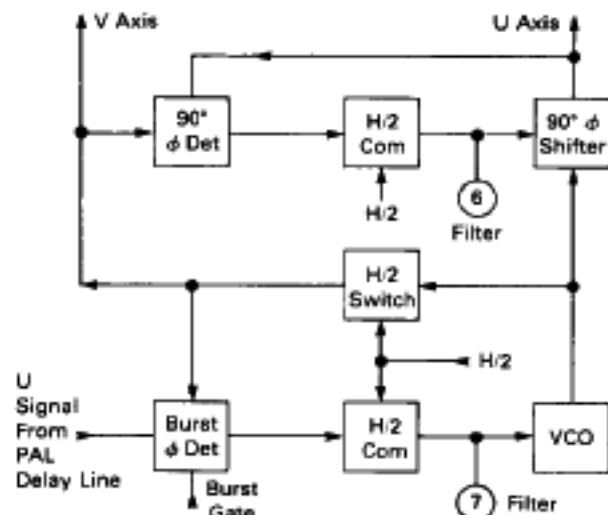 V Axis
U Axis
90°
ϕ Det
H/2
Com
90° ϕ
Shifter
H/2
6
Filter
H/2
Switch
H/2
U
Signal
From
PAL
Delay Line
Burst
ϕ Det
H/2
Com
VCO
Burst
Gate
7
Filter